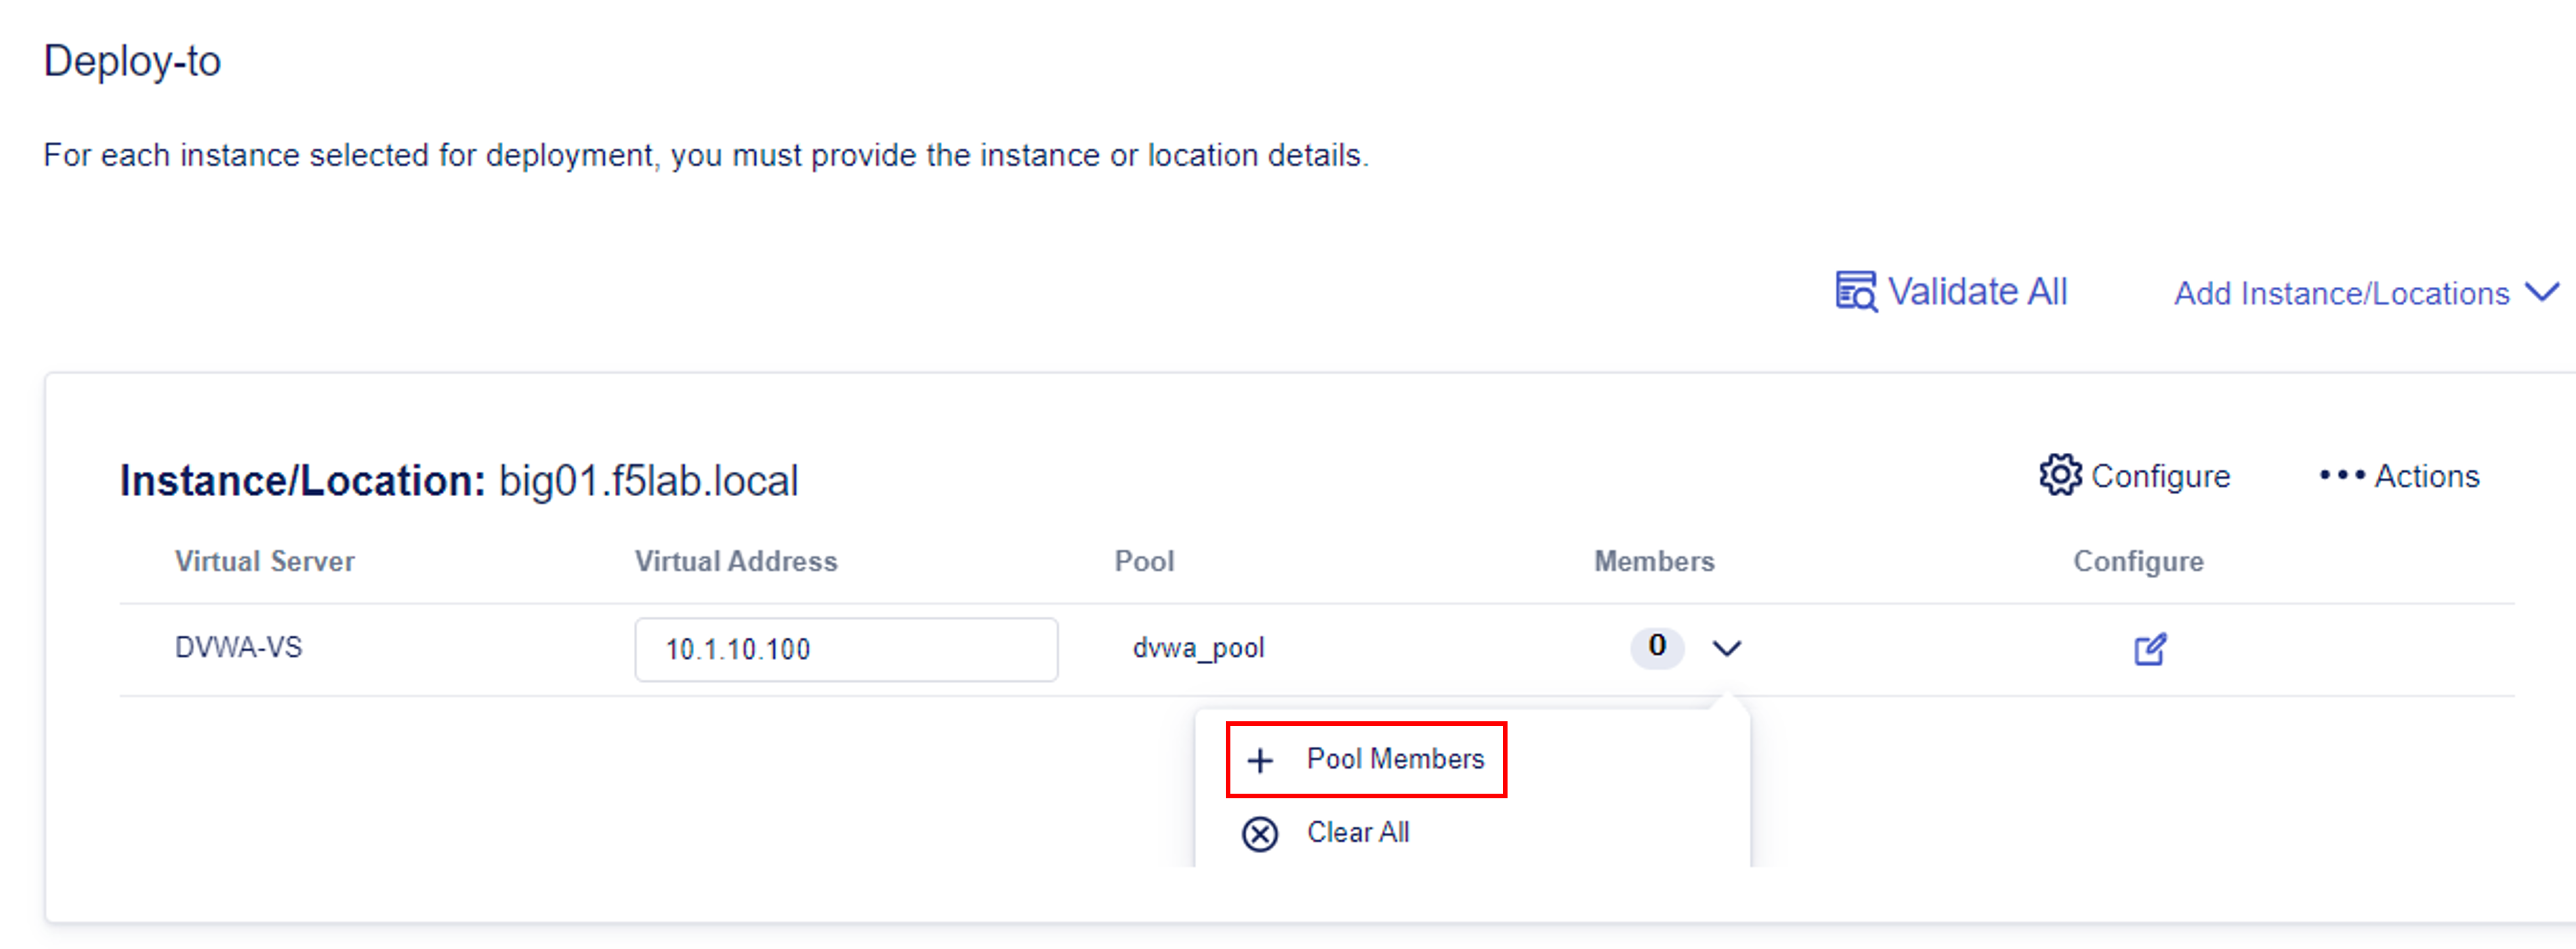 Deploy-to
For each instance selected for deployment, you must provide the instance or location details.
Validate All Add Instance/Locations
Instance/Location: big01.f5lab.local Configure ••• Actions
Virtual Server Virtual Address Pool Members Configure
DVWA-VS 10.1.10.100 dvwa_pool 0
+ Pool Members
Clear All